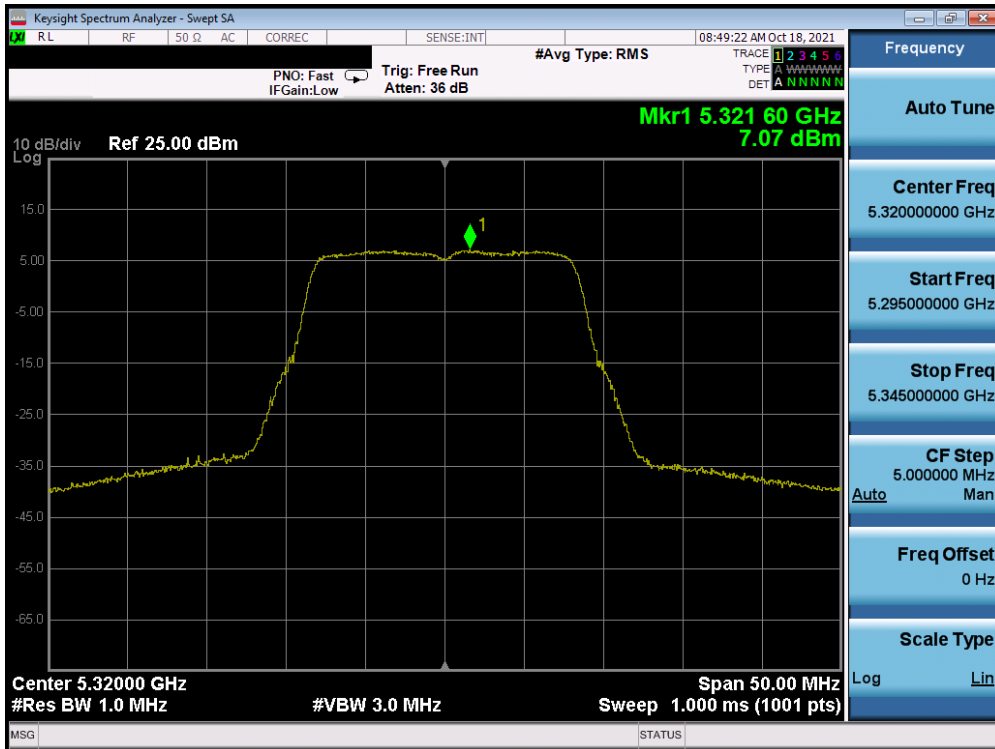 Keysight Spectrum Analyzer - Swept SA
LXI RL RF 50 Ω AC CORREC SENSE:INT 08:49:22 AM Oct 18, 2021
#Avg Type: RMS
TRACE 1 2 3 4 5 6
TYPE A WWWWW
DET A N N N N N
PNO: Fast
IFGain:Low
Trig: Free Run
Atten: 36 dB
Mkr1 5.321 60 GHz
7.07 dBm
10 dB/div
Log
Ref 25.00 dBm
15.0
5.00
-5.00
-15.0
-25.0
-35.0
-45.0
-55.0
-65.0
1
Center 5.32000 GHz
#Res BW 1.0 MHz
#VBW 3.0 MHz
Span 50.00 MHz
Sweep 1.000 ms (1001 pts)
MSG
STATUS
Frequency
Auto Tune
Center Freq
5.320000000 GHz
Start Freq
5.295000000 GHz
Stop Freq
5.345000000 GHz
CF Step
5.000000 MHz
Auto Man
Freq Offset
0 Hz
Scale Type
Log Lin